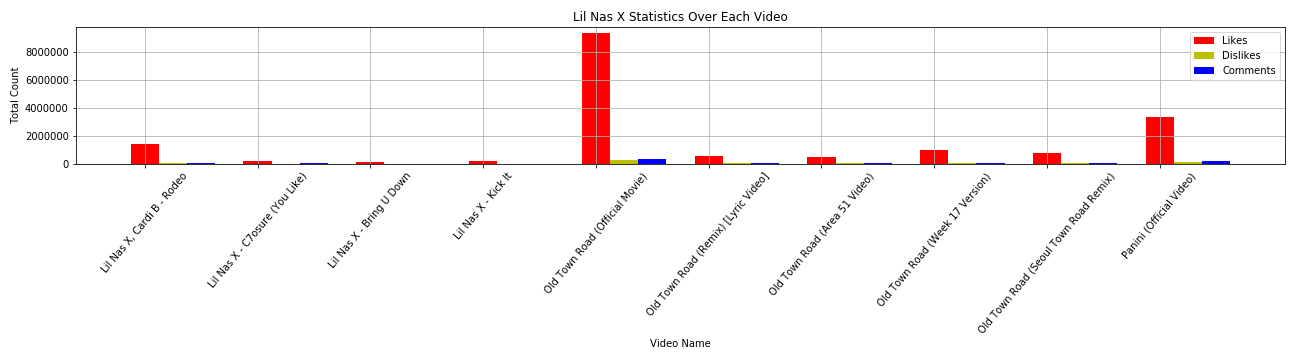 Lil Nas X Statistics Over Each Video
Total Count
8000000
6000000
4000000
2000000
0
Likes
Dislikes
Comments
Lil Nas X, Cardi B - Rodeo
Lil Nas X - C7osure (You Like)
Lil Nas X - Bring U Down
Lil Nas X - Kick It
Old Town Road (Official Movie)
Old Town Road (Remix) [Lyric Video]
Old Town Road (Area 51 Video)
Old Town Road (Week 17 Version)
Old Town Road (Seoul Town Road Remix)
Panini (Official Video)
Video Name